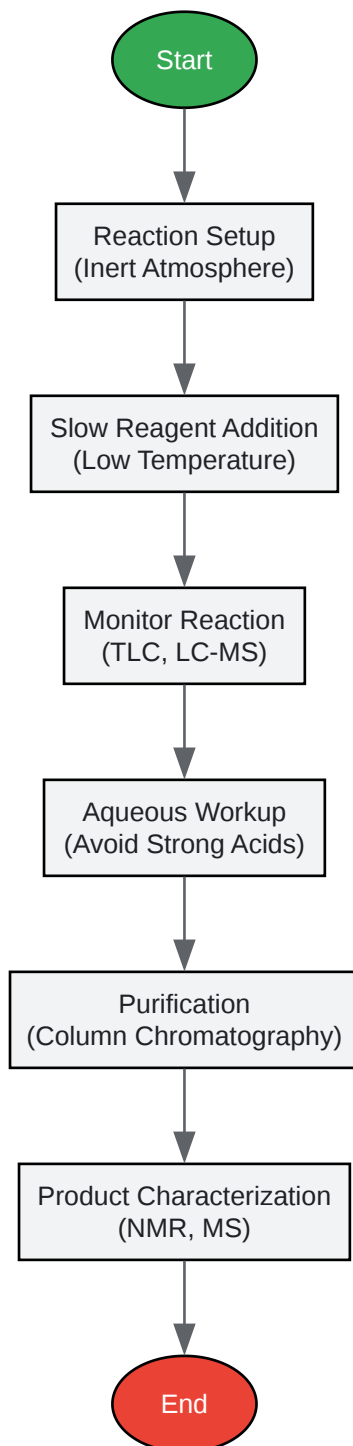 Start
Reaction Setup
(Inert Atmosphere)
Slow Reagent Addition
(Low Temperature)
Monitor Reaction
(TLC, LC-MS)
Aqueous Workup
(Avoid Strong Acids)
Purification
(Column Chromatography)
Product Characterization
(NMR, MS)
End